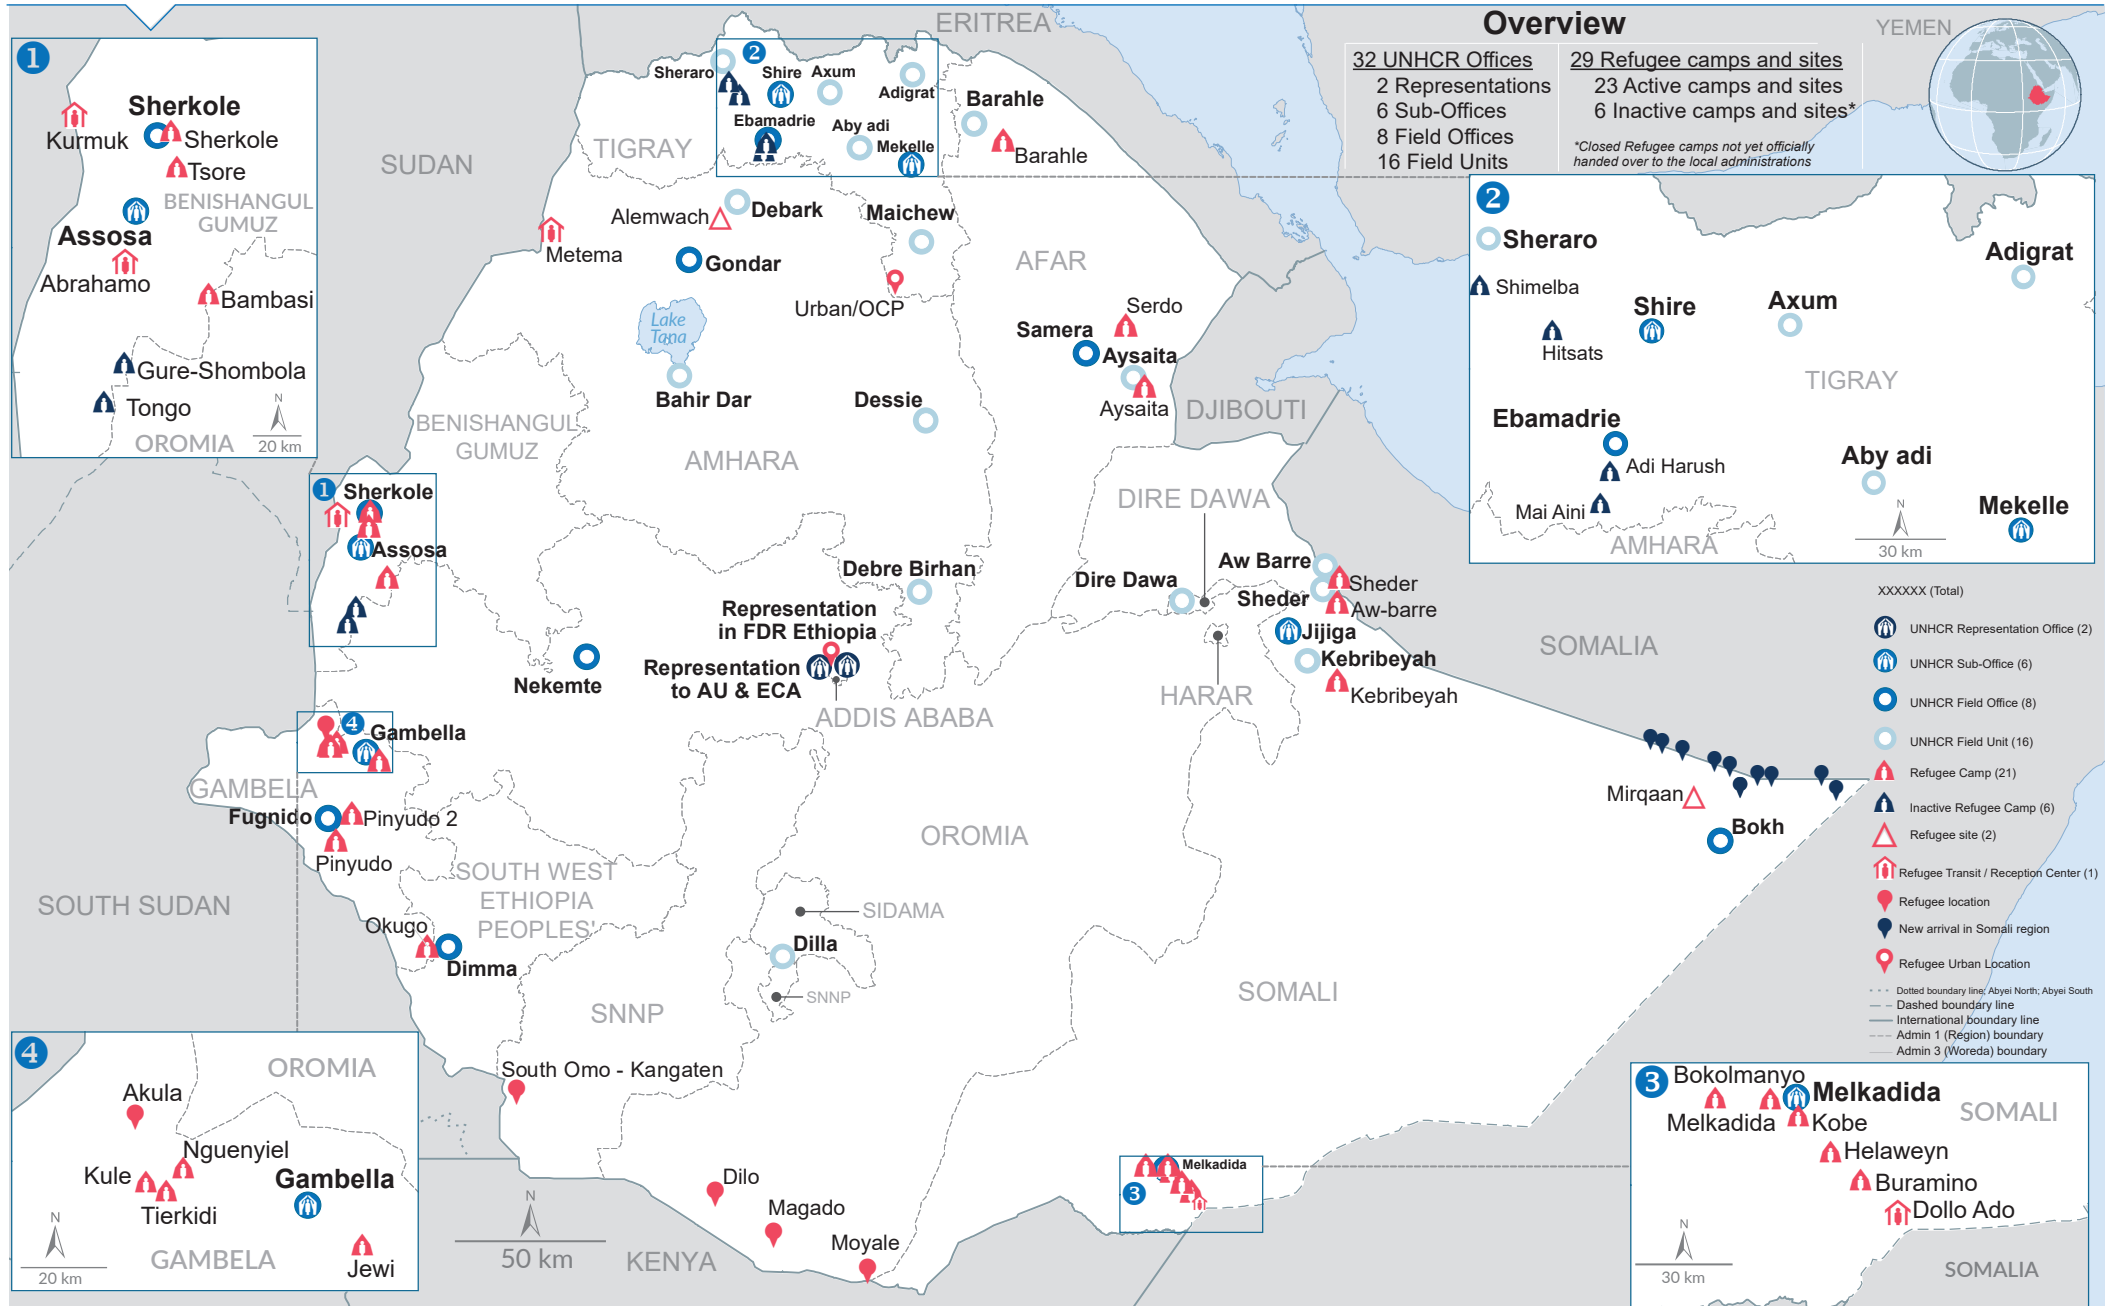 Overview
32 UNHCR Offices
2 Representations
6 Sub-Offices
8 Field Offices
16 Field Units
29 Refugee camps and sites
23 Active camps and sites
6 Inactive camps and sites*
*Closed Refugee camps not yet officially
handed over to the local administrations
ERITREA
YEMEN
SUDAN
1
Sherkole
Kurmuk
Sherkole
Tsore
BENISHANGUL
GUMUZ
Assosa
Abrahamo
Bambasi
Gure-Shombola
Tongo
OROMIA
N
20 km
2
Sheraro
Shire
Axum
Adigrat
Ebamadrie
Aby adi
Mekelle
TIGRAY
Barahle
Barahle
Alemwach
Debark
Maichew
Metema
Gondar
AFAR
Urban/OCP
Lake
Tana
Serdo
Samera
Aysaita
Aysaita
Bahir Dar
Dessie
DJIBOUTI
BENISHANGUL
GUMUZ
AMHARA
2
Sheraro
Adigrat
Shimelba
Shire
Axum
Hitsats
TIGRAY
Ebamadrie
Adi Harush
Aby adi
Mai Aini
Mekelle
AMHARA
N
30 km
1
Sherkole
Assosa
DIRE DAWA
Aw Barre
Dire Dawa
Sheder
Sheder
Aw-barre
Jijiga
Kebribeyah
Kebribeyah
HARAR
SOMALIA
Debre Birhan
Representation
in FDR Ethiopia
Representation
to AU & ECA
ADDIS ABABA
Nekemte
4
Gambella
GAMBELA
Fugnido
Pinyudo 2
Pinyudo
SOUTH WEST
ETHIOPIA
PEOPLES'
OROMIA
Mirqaan
Bokh
SOUTH SUDAN
Okugo
Dimma
SIDAMA
Dilla
SNNP
SNNP
SOMALI
South Omo - Kangaten
Dilo
Magado
Moyale
KENYA
N
50 km
3
Melkadida
XXXXXX (Total)
UNHCR Representation Office (2)
UNHCR Sub-Office (6)
UNHCR Field Office (8)
UNHCR Field Unit (16)
Refugee Camp (21)
Inactive Refugee Camp (6)
Refugee site (2)
Refugee Transit / Reception Center (1)
Refugee location
New arrival in Somali region
Refugee Urban Location
Dotted boundary line; Abyei North; Abyei South
Dashed boundary line
International boundary line
Admin 1 (Region) boundary
Admin 3 (Woreda) boundary
4
OROMIA
Akula
Nguenyiel
Kule
Tierkidi
Gambella
N
20 km
GAMBELA
Jewi
3
Bokolmanyo
Melkadida
Melkadida
Kobe
SOMALI
Helaweyn
Buramino
Dollo Ado
N
30 km
SOMALIA